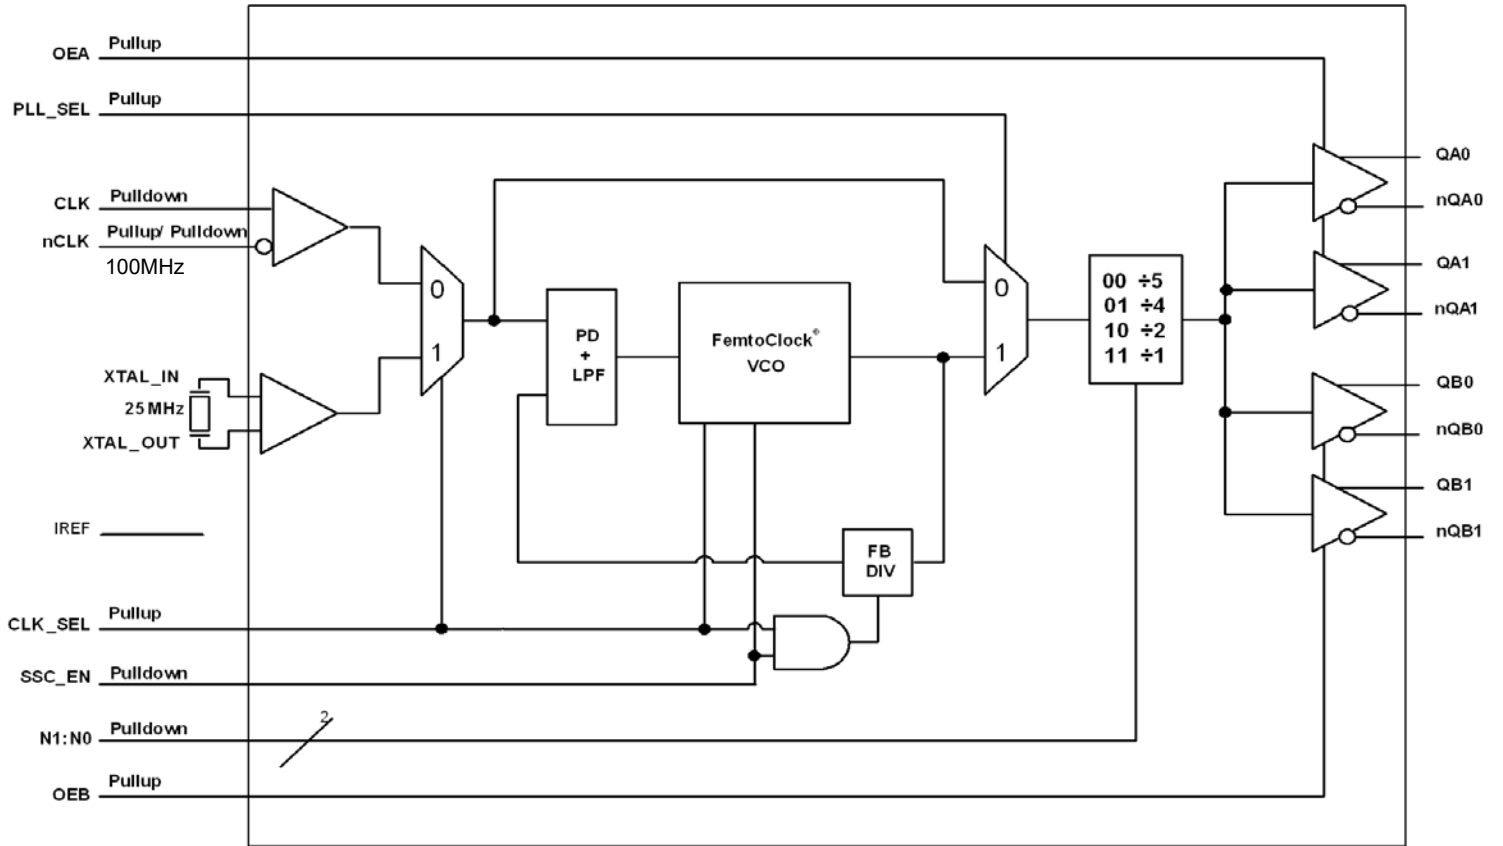 OEA Pullup
PLL_SEL Pullup
CLK Pulldown
nCLK Pullup/ Pulldown
100MHz
XTAL_IN
25 MHz
XTAL_OUT
IREF
CLK_SEL Pullup
SSC_EN Pulldown
N1:N0 Pulldown
2
OEB Pullup
0
1
PD
+
LPF
FemtoClock®
VCO
FB
DIV
0
1
00 ÷5
01 ÷4
10 ÷2
11 ÷1
QA0
nQA0
QA1
nQA1
QB0
nQB0
QB1
nQB1